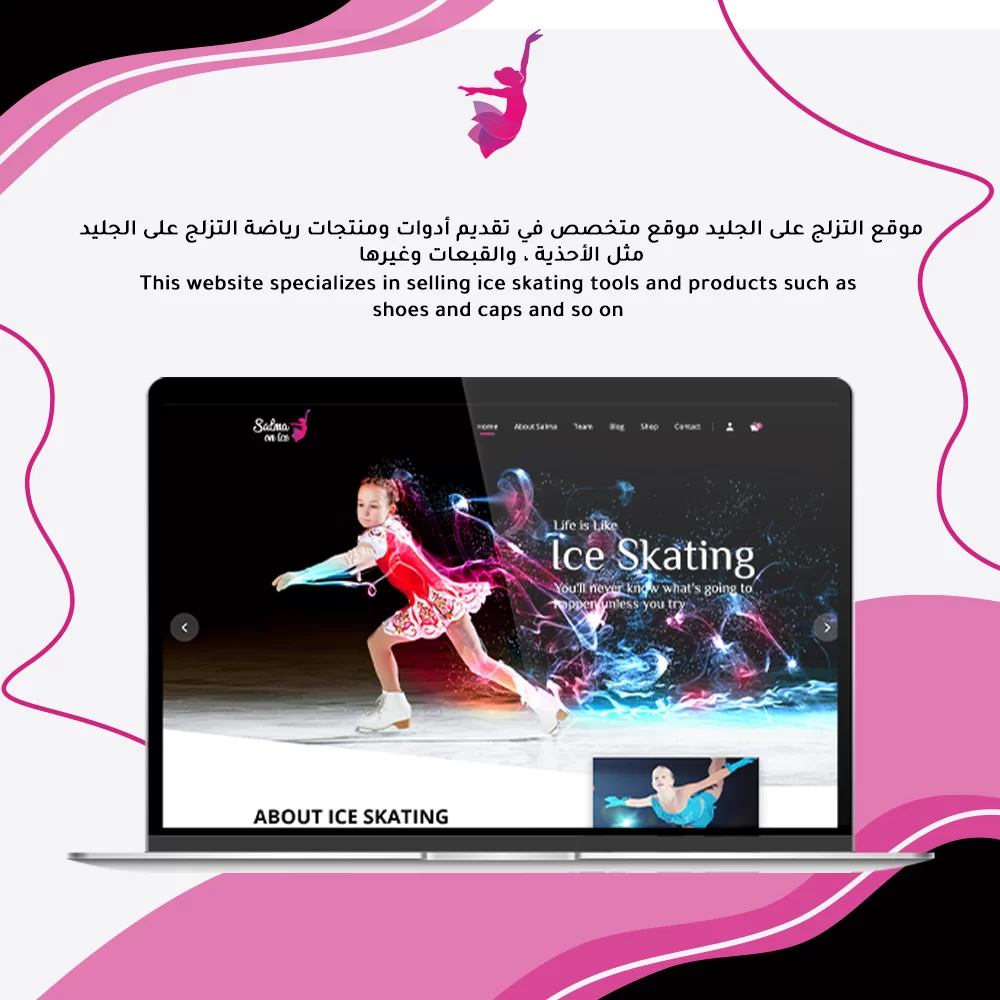 موقع التزلج على الجليد موقع متخصص في تقديم أدوات ومنتجات رياضة التزلج على الجليد
مثل الأحذية ، والقبعات وغيرها
This website specializes in selling ice skating tools and products such as
shoes and caps and so on
Salma
on Ice
Home About Salma Team Blog Shop Contact
Life is Like
Ice Skating
You'll never know what's going to
happen unless you try
ABOUT ICE SKATING